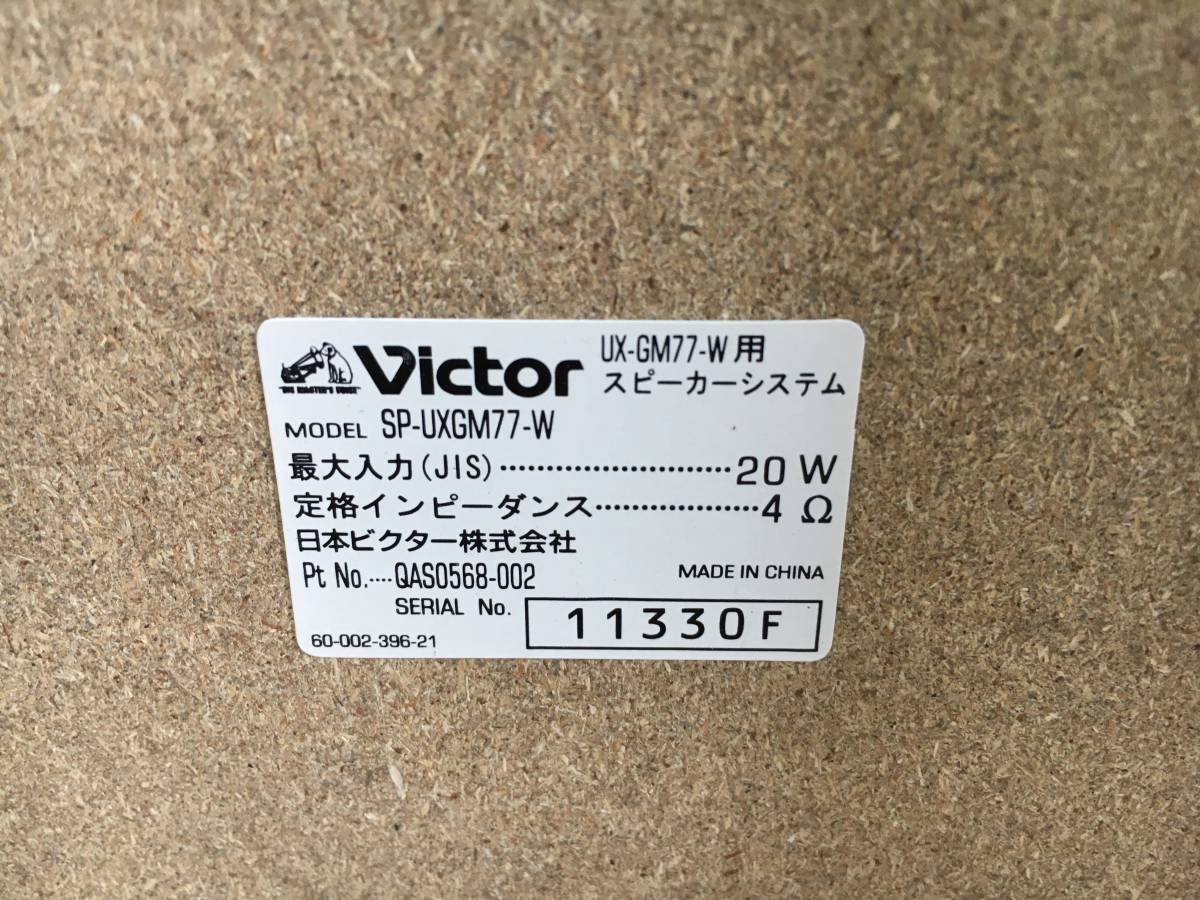 Victor UX-GM77-W用
"HIS MASTER'S VOICE" スピーカーシステム
MODEL SP-UXGM77-W
最大入力(JIS)‥‥‥‥‥‥‥‥‥20 W
定格インピーダンス‥‥‥‥‥‥4 Ω
日本ビクター株式会社
Pt No.‥‥QAS0568-002 MADE IN CHINA
SERIAL No. 11330F
60-002-396-21